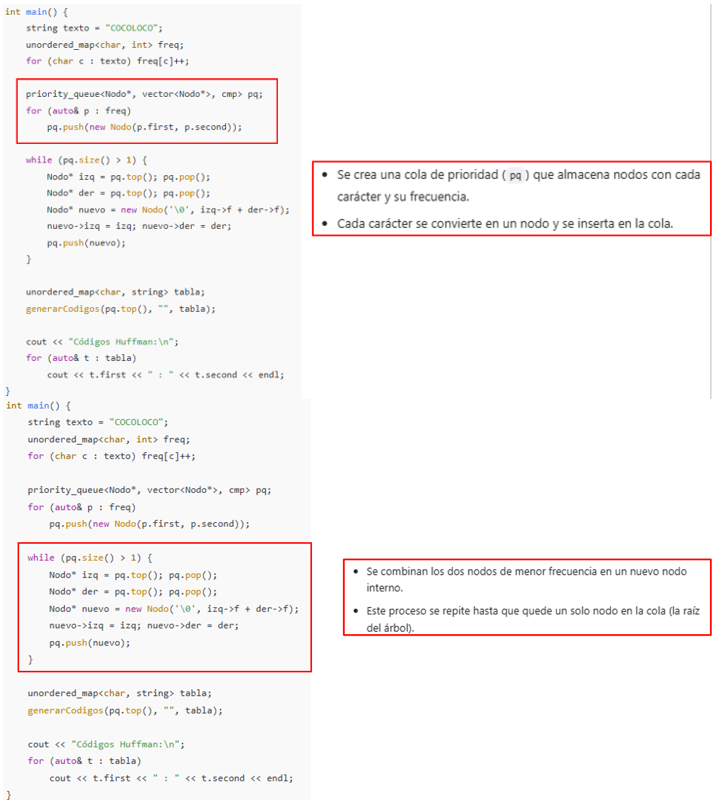 int main() {
string texto = "COCOLOCO";
unordered_map<char, int> freq;
for (char c : texto) freq[c]++;
priority_queue<Nodo*, vector<Nodo*>, cmp> pq;
for (auto& p : freq)
pq.push(new Nodo(p.first, p.second));
while (pq.size() > 1) {
Nodo* izq = pq.top(); pq.pop();
Nodo* der = pq.top(); pq.pop();
Nodo* nuevo = new Nodo('\0', izq->f + der->f);
nuevo->izq = izq; nuevo->der = der;
pq.push(nuevo);
}
unordered_map<char, string> tabla;
generarCodigos(pq.top(), "", tabla);
cout << "Códigos Huffman:\n";
for (auto& t : tabla)
cout << t.first << " : " << t.second << endl;
}
• Se crea una cola de prioridad ( pq ) que almacena nodos con cada
carácter y su frecuencia.
• Cada carácter se convierte en un nodo y se inserta en la cola.
int main() {
string texto = "COCOLOCO";
unordered_map<char, int> freq;
for (char c : texto) freq[c]++;
priority_queue<Nodo*, vector<Nodo*>, cmp> pq;
for (auto& p : freq)
pq.push(new Nodo(p.first, p.second));
while (pq.size() > 1) {
Nodo* izq = pq.top(); pq.pop();
Nodo* der = pq.top(); pq.pop();
Nodo* nuevo = new Nodo('\0', izq->f + der->f);
nuevo->izq = izq; nuevo->der = der;
pq.push(nuevo);
}
unordered_map<char, string> tabla;
generarCodigos(pq.top(), "", tabla);
cout << "Códigos Huffman:\n";
for (auto& t : tabla)
cout << t.first << " : " << t.second << endl;
}
• Se combinan los dos nodos de menor frecuencia en un nuevo nodo
interno.
• Este proceso se repite hasta que quede un solo nodo en la cola (la raíz
del árbol).